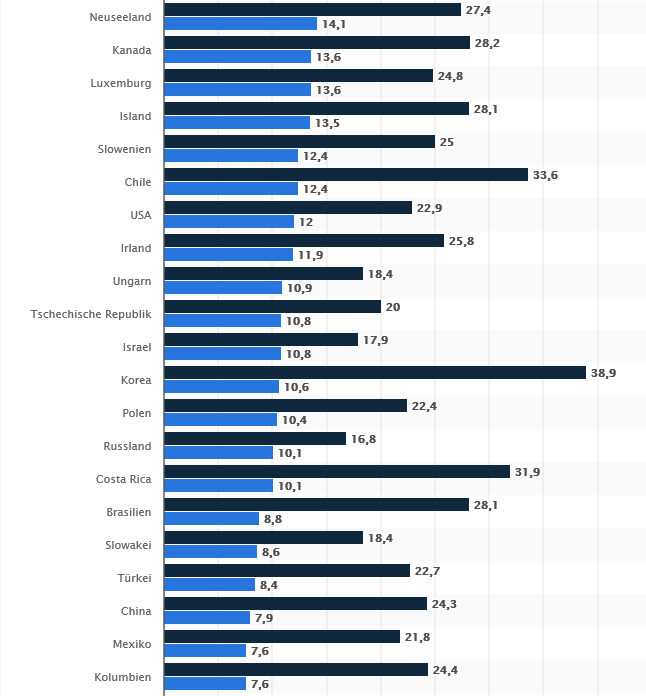 Neuseeland 27,4
14,1
Kanada 28,2
13,6
Luxemburg 24,8
13,6
Island 28,1
13,5
Slowenien 25
12,4
Chile 33,6
12,4
USA 22,9
12
Irland 25,8
11,9
Ungarn 18,4
10,9
Tschechische Republik 20
10,8
Israel 17,9
10,8
Korea 38,9
10,6
Polen 22,4
10,4
Russland 16,8
10,1
Costa Rica 31,9
10,1
Brasilien 28,1
8,8
Slowakei 18,4
8,6
Türkei 22,7
8,4
China 24,3
7,9
Mexiko 21,8
7,6
Kolumbien 24,4
7,6